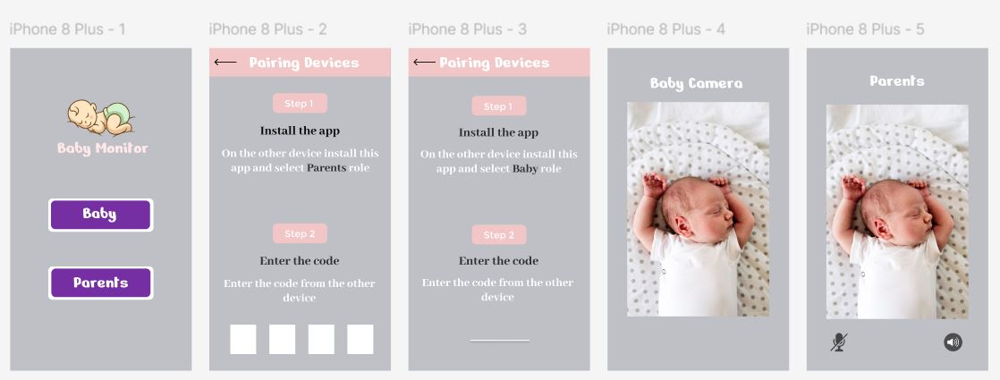 iPhone 8 Plus - 1
Baby Monitor
Baby
Parents
iPhone 8 Plus - 2
Pairing Devices
Step 1
Install the app
On the other device install this
app and select Parents role
Step 2
Enter the code
Enter the code from the other
device
iPhone 8 Plus - 3
Pairing Devices
Step 1
Install the app
On the other device install this
app and select Baby role
Step 2
Enter the code
Enter the code from the other
device
iPhone 8 Plus - 4
Baby Camera
iPhone 8 Plus - 5
Parents